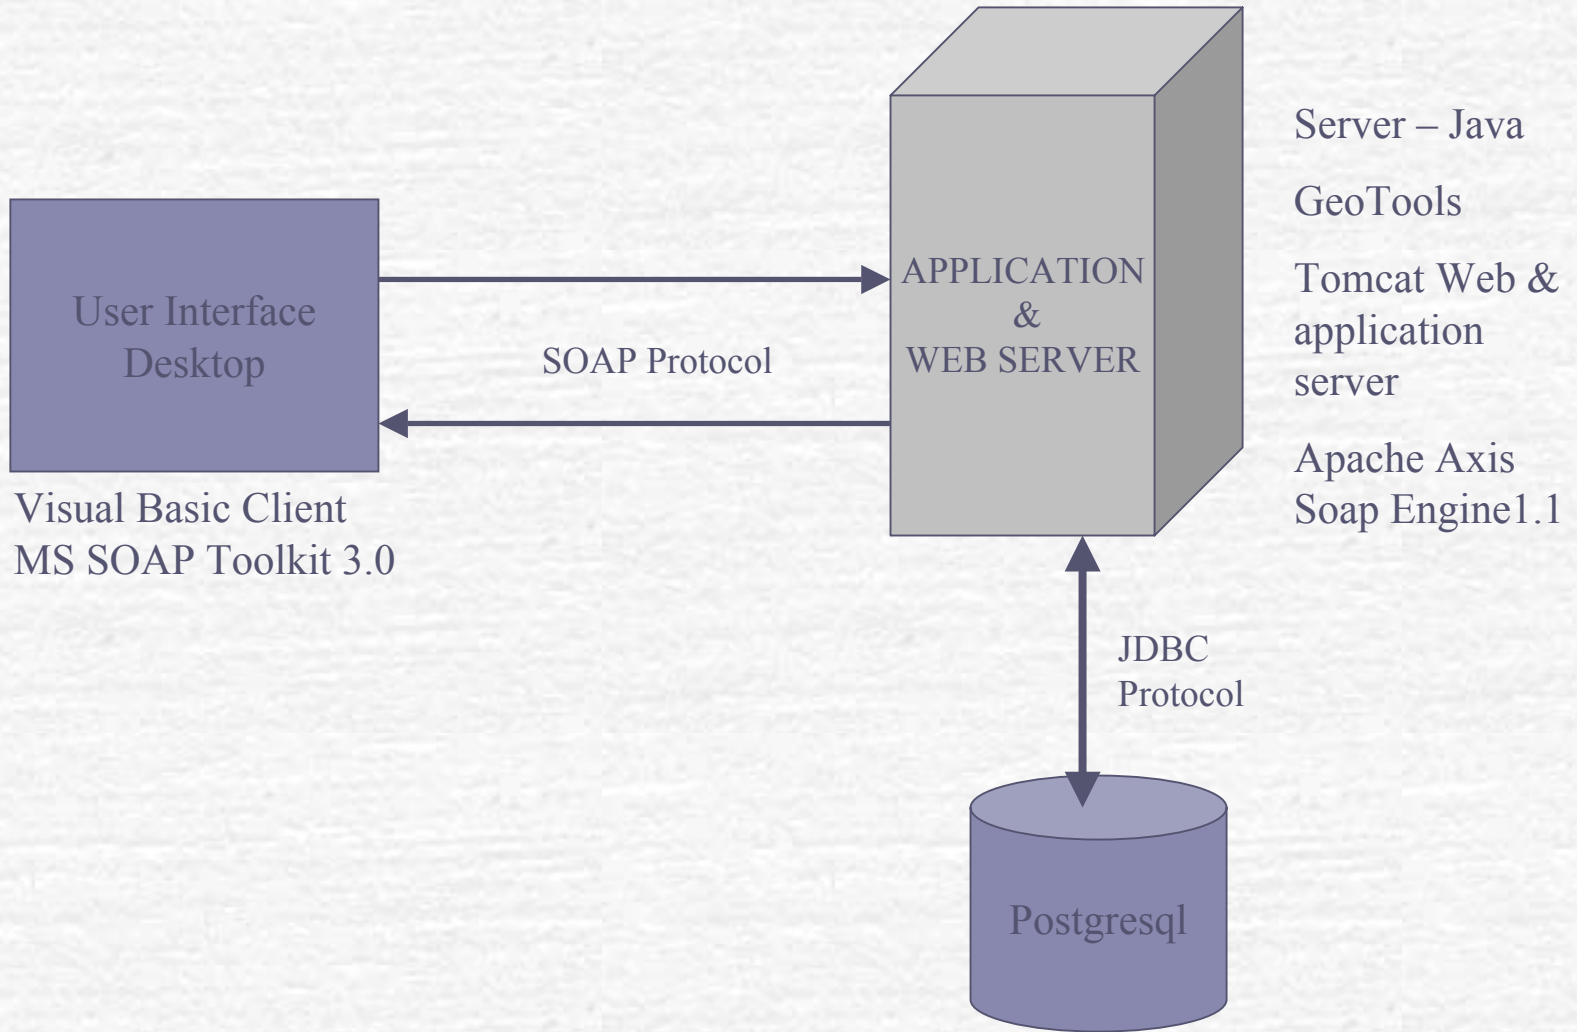 User Interface
Desktop
Visual Basic Client
MS SOAP Toolkit 3.0
SOAP Protocol
APPLICATION
&
WEB SERVER
Server – Java
GeoTools
Tomcat Web &
application
server
Apache Axis
Soap Engine1.1
JDBC
Protocol
Postgresql